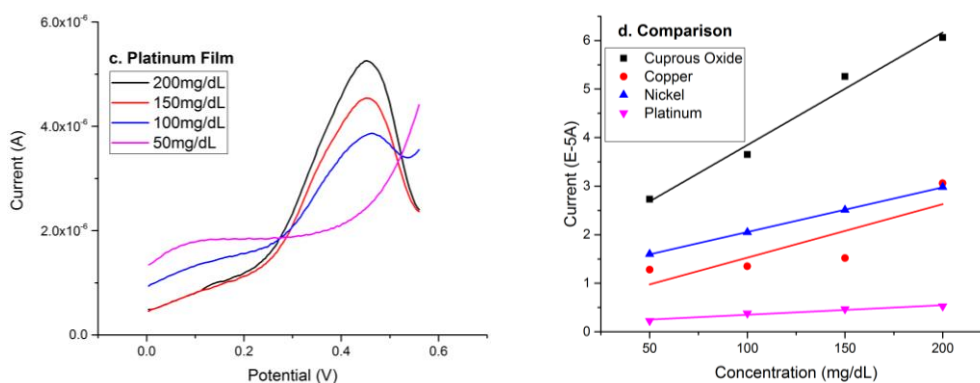 6.0x10⁻⁶
c. Platinum Film
200mg/dL
150mg/dL
100mg/dL
50mg/dL
4.0x10⁻⁶
2.0x10⁻⁶
0.0
Current (A)
0.0 0.2 0.4 0.6
Potential (V)
d. Comparison
Cuprous Oxide
Copper
Nickel
Platinum
6
5
4
3
2
1
0
Current (E-5A)
50 100 150 200
Concentration (mg/dL)